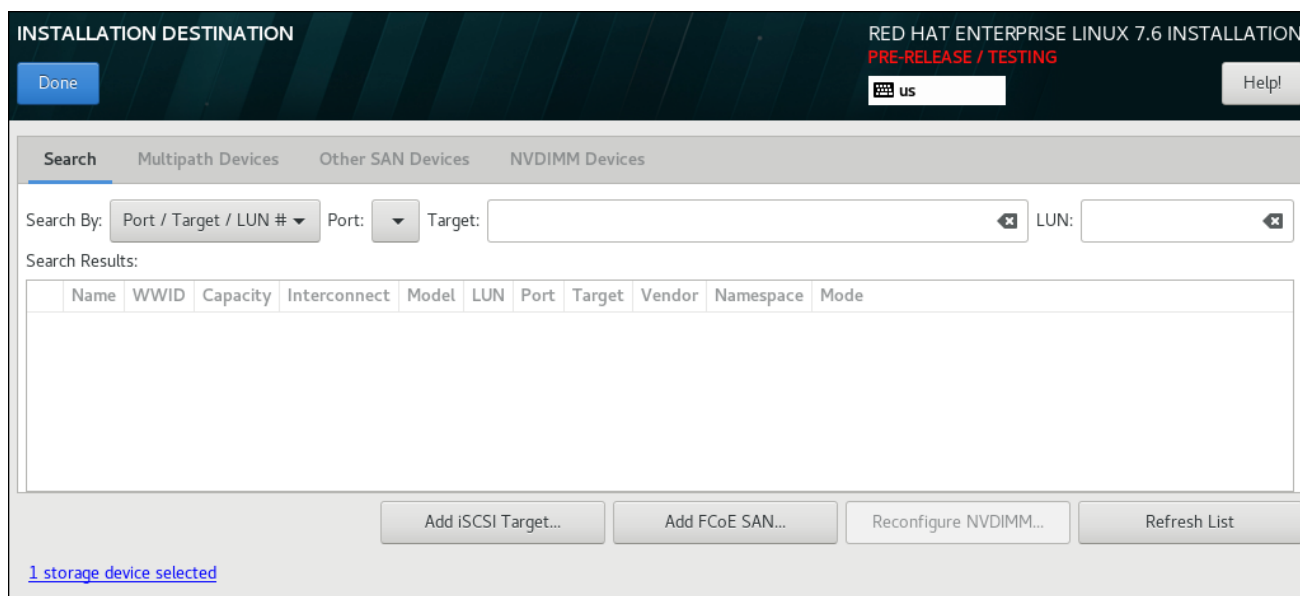 INSTALLATION DESTINATION
RED HAT ENTERPRISE LINUX 7.6 INSTALLATION
PRE-RELEASE / TESTING
Done
us
Help!
Search Multipath Devices Other SAN Devices NVDIMM Devices
Search By: Port / Target / LUN # Port: Target: LUN:
Search Results:
Name WWID Capacity Interconnect Model LUN Port Target Vendor Namespace Mode
Add iSCSI Target... Add FCoE SAN... Reconfigure NVDIMM... Refresh List
1 storage device selected